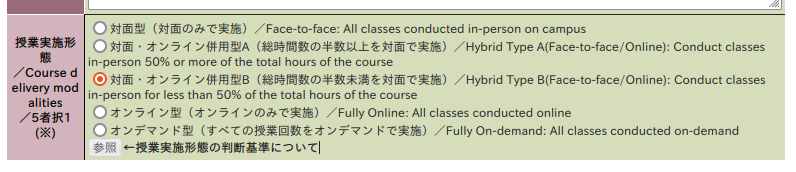 授業実施形
態
／Course d
elivery mod
alities
／5者択1
(※)
対面型（対面のみで実施）／Face-to-face: All classes conducted in-person on campus
対面・オンライン併用型A（総時間数の半数以上を対面で実施）／Hybrid Type A(Face-to-face/Online): Conduct classes
in-person 50% or more of the total hours of the course
対面・オンライン併用型B（総時間数の半数未満を対面で実施）／Hybrid Type B(Face-to-face/Online): Conduct classes
in-person for less than 50% of the total hours of the course
オンライン型（オンラインのみで実施）／Fully Online: All classes conducted online
オンデマンド型（すべての授業回数をオンデマンドで実施）／Fully On-demand: All classes conducted on-demand
参照 ←授業実施形態の判断基準について